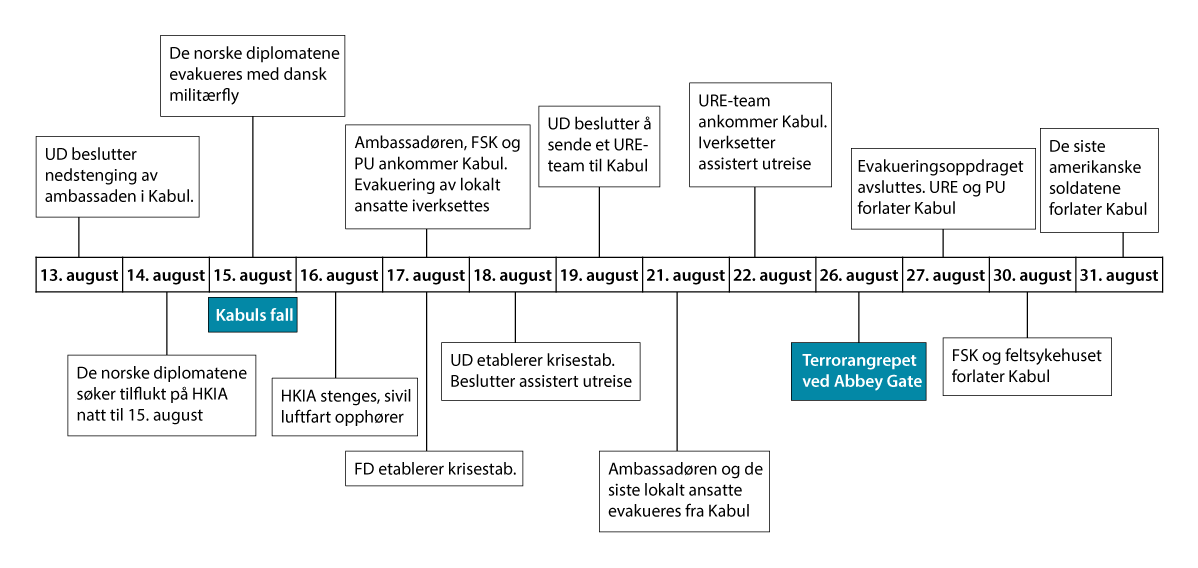 De norske diplomatene
evakueres med dansk
militærfly
URE-team
ankommer Kabul.
Iverksetter
assistert utreise
UD beslutter å
sende et URE-
team til Kabul
Ambassadøren, FSK og
PU ankommer Kabul.
Evakuering av lokalt
ansatte iverksettes
De siste
amerikanske
soldatene
forlater Kabul
UD beslutter
nedstenging av
ambassaden i Kabul.
Evakueringsoppdraget
avsluttes. URE og PU
forlater Kabul
13. august 14. august 15. august 16. august 17. august 18. august 19. august 21. august 22. august 26. august 27. august 30. august 31. august
Kabuls fall
De norske diplomatene
søker tilflukt på HKIA
natt til 15. august
HKIA stenges, sivil
luftfart opphører
FD etablerer krisestab.
UD etablerer krisestab.
Beslutter assistert utreise
Ambassadøren og de
siste lokalt ansatte
evakueres fra Kabul
Terrorangrepet
ved Abbey Gate
FSK og feltsykehuset
forlater Kabul